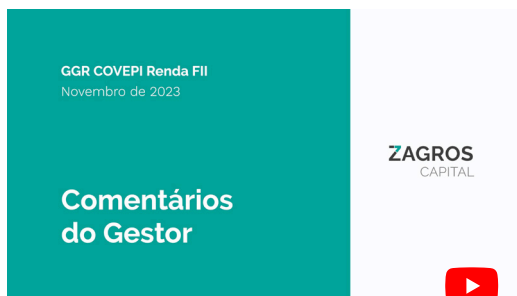 GGR COVEPI Renda FII
Novembro de 2023
ZAGROS
CAPITAL
Comentários
do Gestor